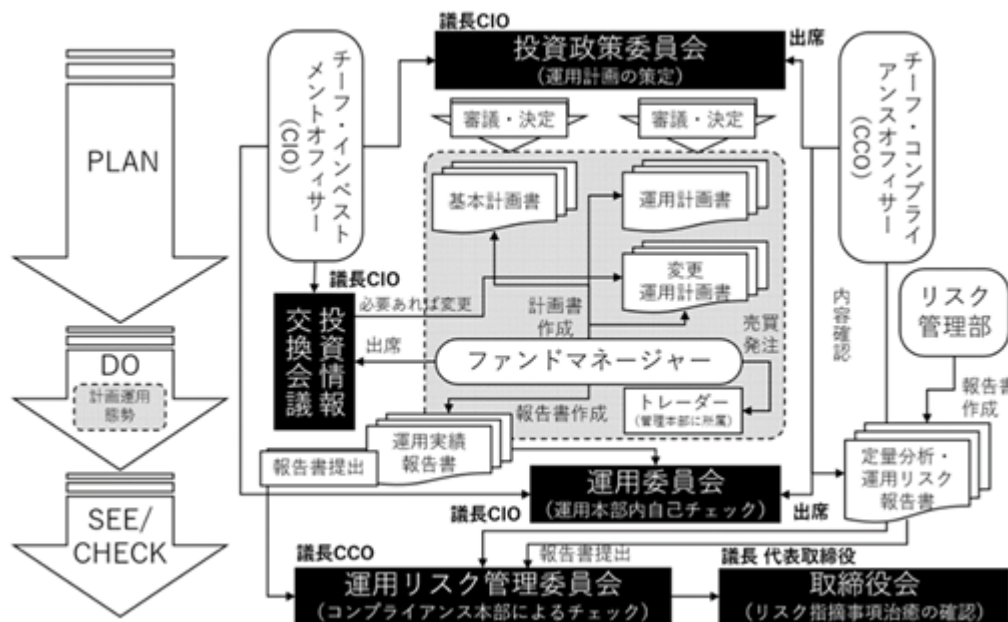 議長CIO
投資政策委員会
(運用計画の策定)
出席
チーフ・インベスト
メントオフィサー
(CIO)
チーフ・コンプライ
アンスオフィサー
(CCO)
PLAN
審議・決定
審議・決定
基本計画書
運用計画書
変更
運用計画書
議長CIO
必要あれば変更
投資情報
交換会議
出席
計画書
作成
売買
発注
内容確認
リスク
管理部
ファンドマネージャー
DO
計画運用
態勢
報告書作成
トレーダー
(管理本部に所属)
報告書
作成
運用実績
報告書
報告書提出
定量分析・
運用リスク
報告書
運用委員会
(運用本部内自己チェック)
議長CIO
出席
SEE/
CHECK
議長CCO
報告書提出
議長 代表取締役
運用リスク管理委員会
(コンプライアンス本部によるチェック)
取締役会
(リスク指摘事項治癒の確認)